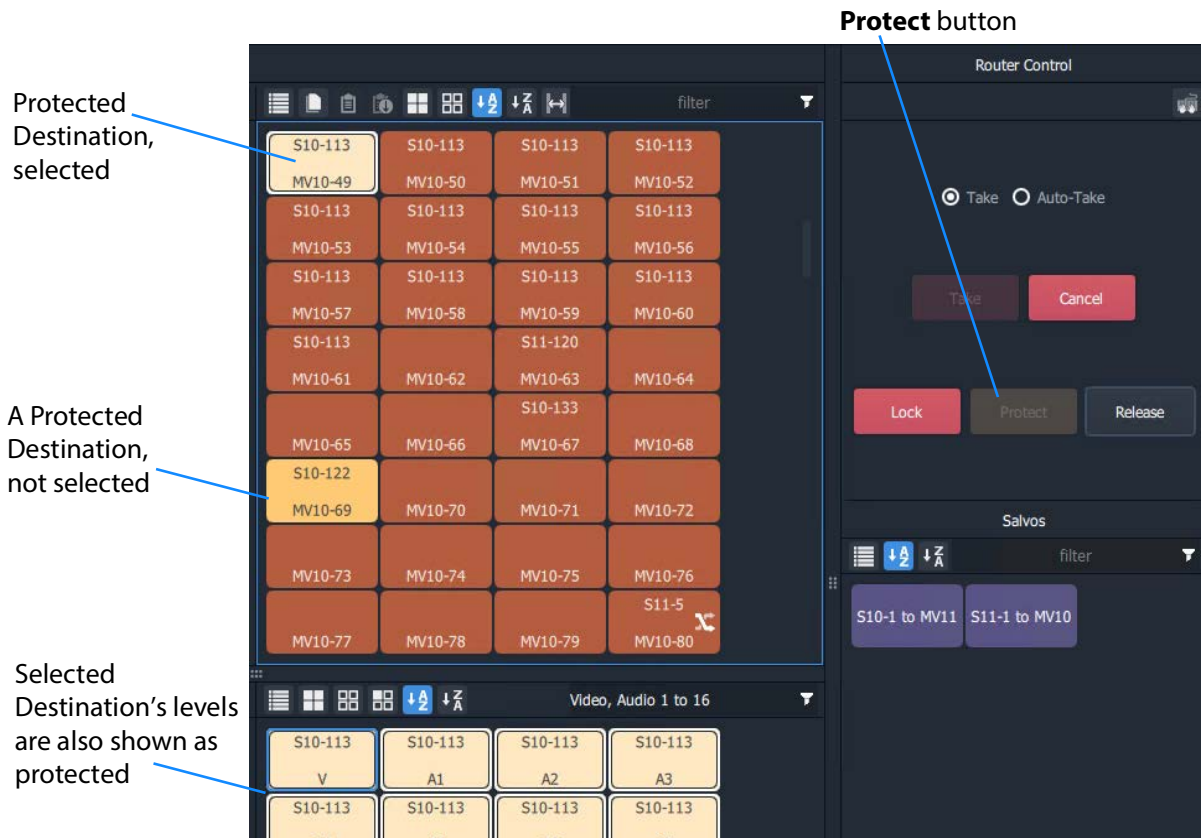 Protect button
Router Control
Protected
Destination,
selected
filter
S10-113 S10-113 S10-113 S10-113
MV10-49 MV10-50 MV10-51 MV10-52
S10-113 S10-113 S10-113 S10-113
MV10-53 MV10-54 MV10-55 MV10-56
Take Auto-Take
S10-113 S10-113 S10-113 S10-113
MV10-57 MV10-58 MV10-59 MV10-60
Take Cancel
S10-113 S11-120
MV10-61 MV10-62 MV10-63 MV10-64
A Protected
Destination,
not selected
S10-133
MV10-65 MV10-66 MV10-67 MV10-68
Lock Protect Release
S10-122
MV10-69 MV10-70 MV10-71 MV10-72
Salvos
filter
MV10-73 MV10-74 MV10-75 MV10-76
S11-5
MV10-77 MV10-78 MV10-79 MV10-80
S10-1 to MV11 S11-1 to MV10
Selected
Destination’s levels
are also shown as
protected
Video, Audio 1 to 16
S10-113 S10-113 S10-113 S10-113
V A1 A2 A3
S10-113 S10-113 S10-113 S10-113